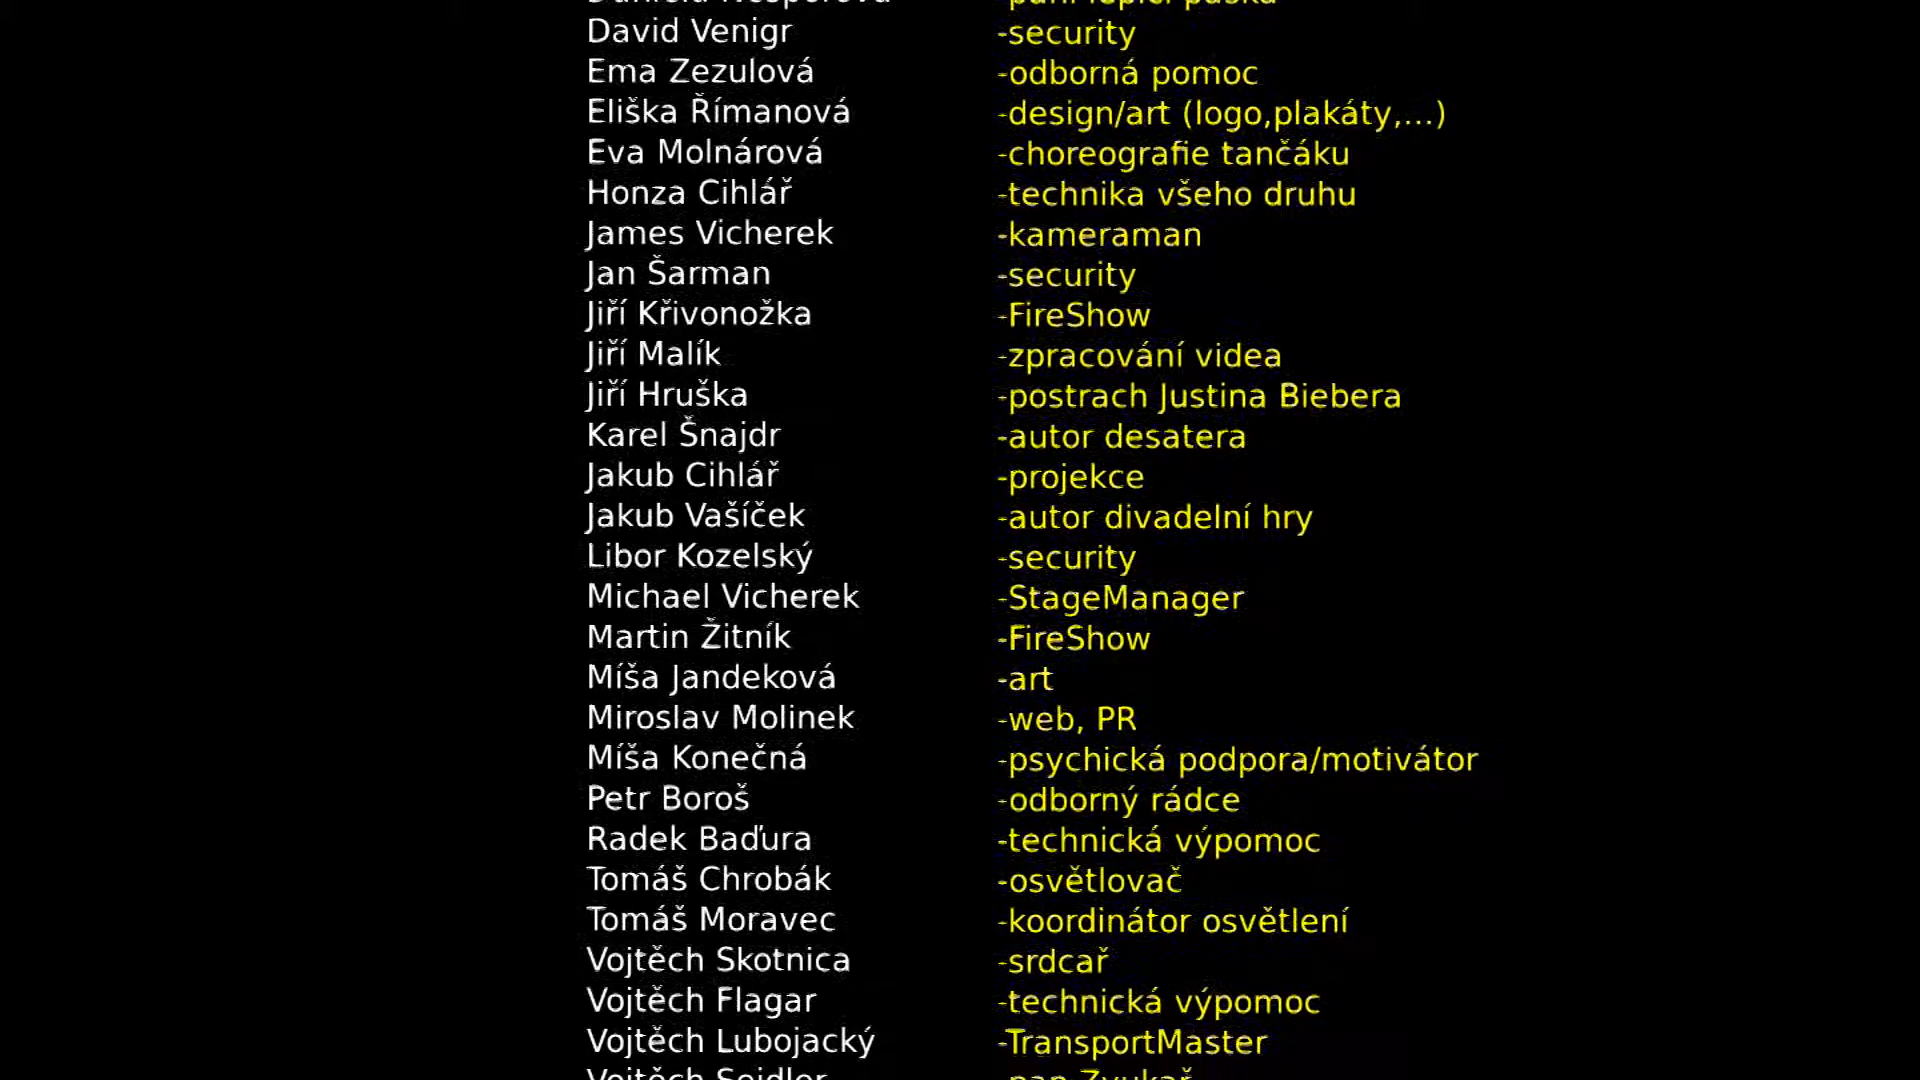 David Venigr -security
Ema Zezulová -odborná pomoc
Eliška Římanová -design/art (logo,plakáty,...)
Eva Molnárová -choreografie tančáku
Honza Cihlář -technika všeho druhu
James Vicherek -kameraman
Jan Šarman -security
Jiří Křivonožka -FireShow
Jiří Malík -zpracování videa
Jiří Hruška -postrach Justina Biebera
Karel Šnajdr -autor desatera
Jakub Cihlář -projekce
Jakub Vašíček -autor divadelní hry
Libor Kozelský -security
Michael Vicherek -StageManager
Martin Žitník -FireShow
Míša Jandeková -art
Miroslav Molinek -web, PR
Míša Konečná -psychická podpora/motivátor
Petr Boroš -odborný rádce
Radek Baďura -technická výpomoc
Tomáš Chrobák -osvětlovač
Tomáš Moravec -koordinátor osvětlení
Vojtěch Skotnica -srdcař
Vojtěch Flagar -technická výpomoc
Vojtěch Lubojacký -TransportMaster